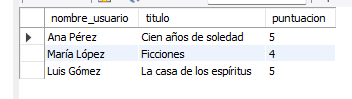 nombre_usuario titulo puntuacion
Ana Pérez Cien años de soledad 5
María López Ficciones 4
Luis Gómez La casa de los espíritus 5